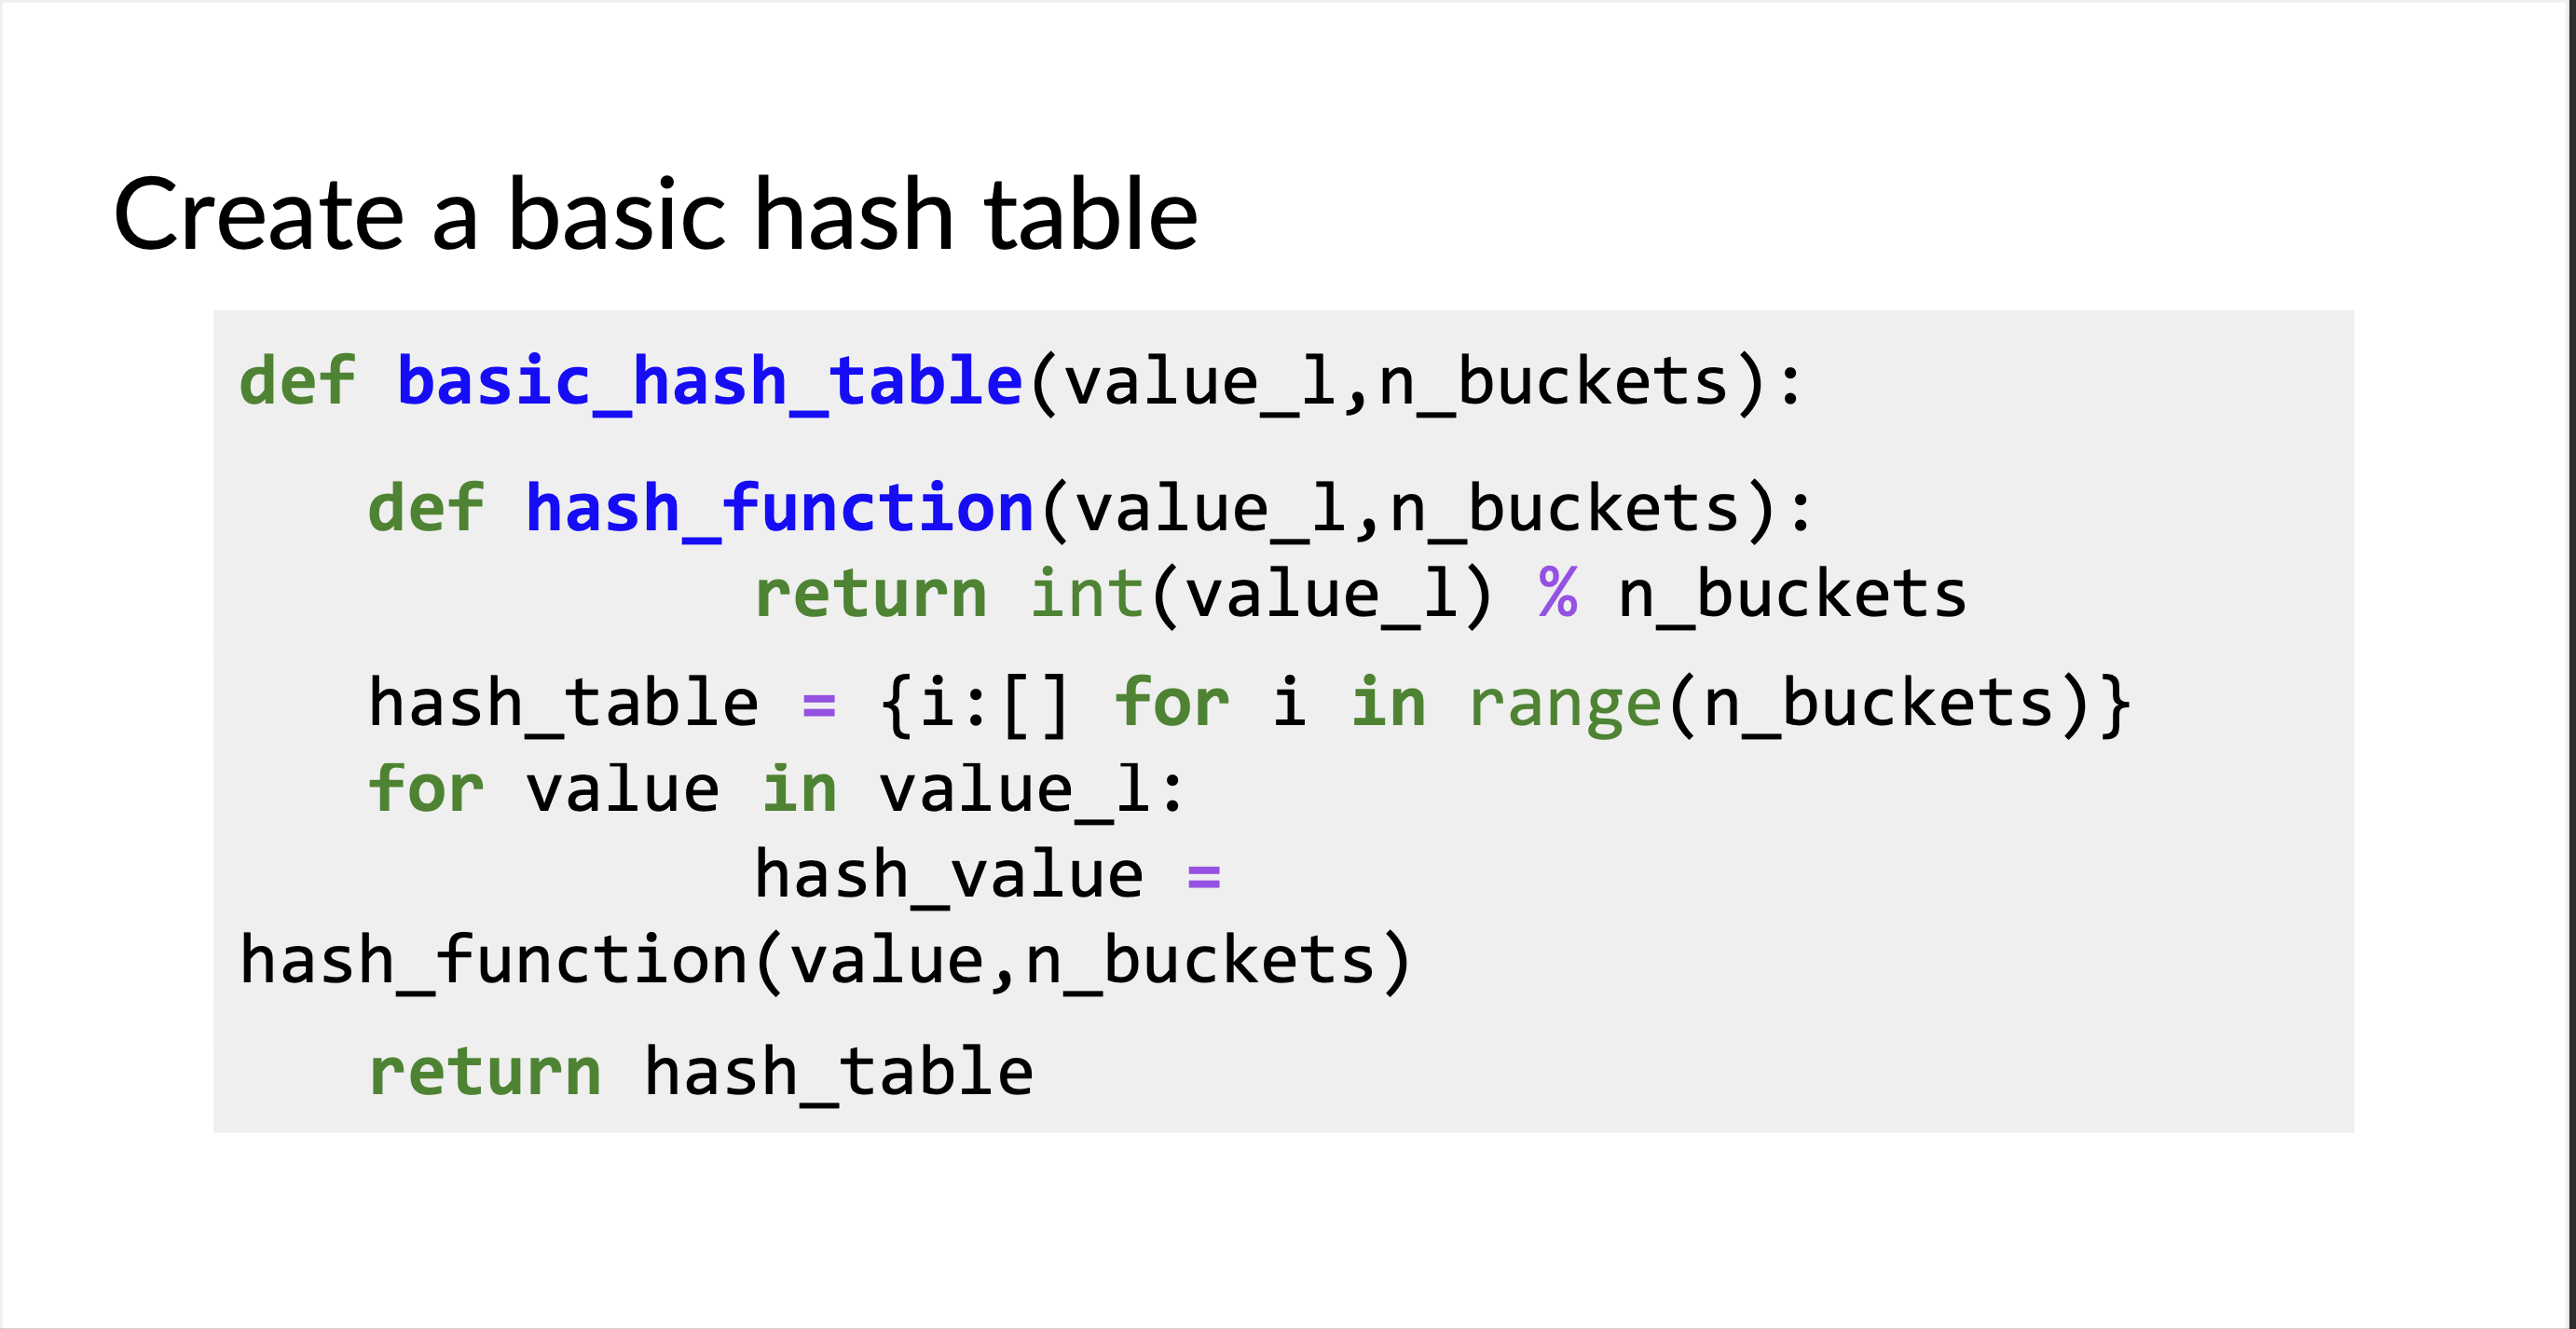 Create a basic hash table
def basic_hash_table(value_l,n_buckets):
def hash_function(value_l,n_buckets):
return int(value_l) % n_buckets
hash_table = {i:[] for i in range(n_buckets)}
for value in value_l:
hash_value =
hash_function(value,n_buckets)
return hash_table